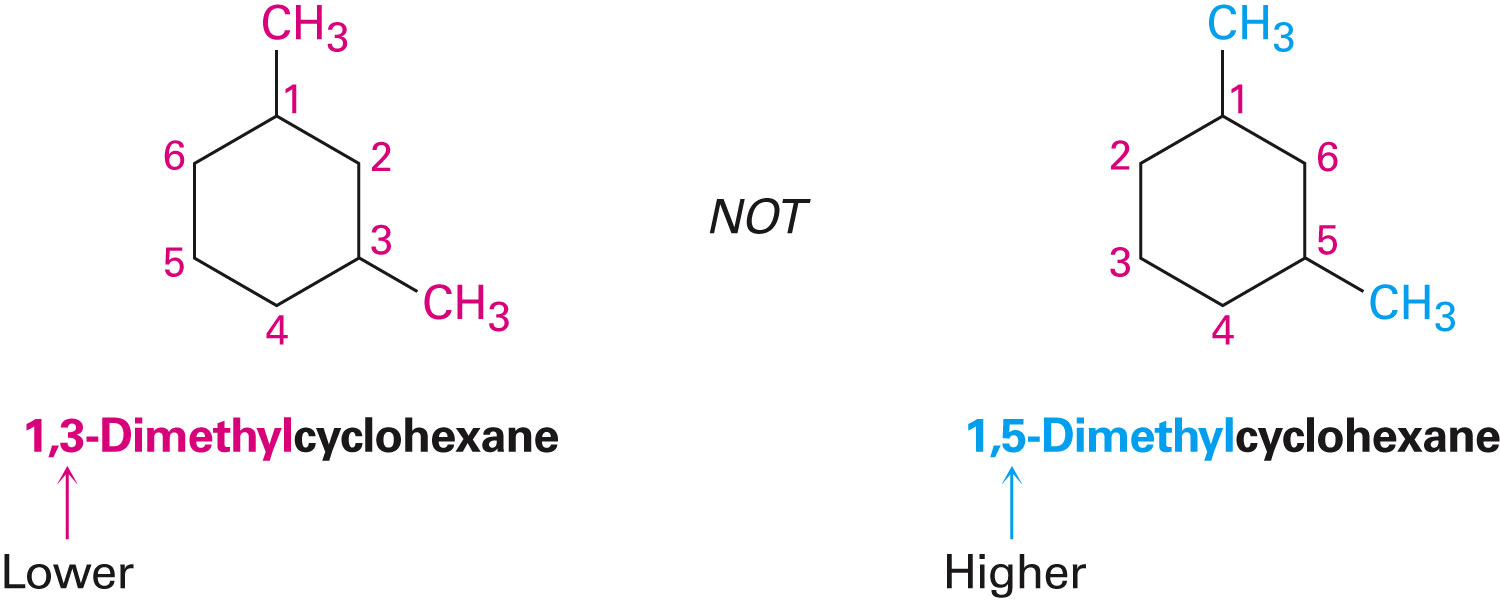 CH3 CH3
1 1
6 2 2 6
NOT
3 5
5 3
CH3 CH3
4 4
1,3-Dimethylcyclohexane 1,5-Dimethylcyclohexane
Lower Higher